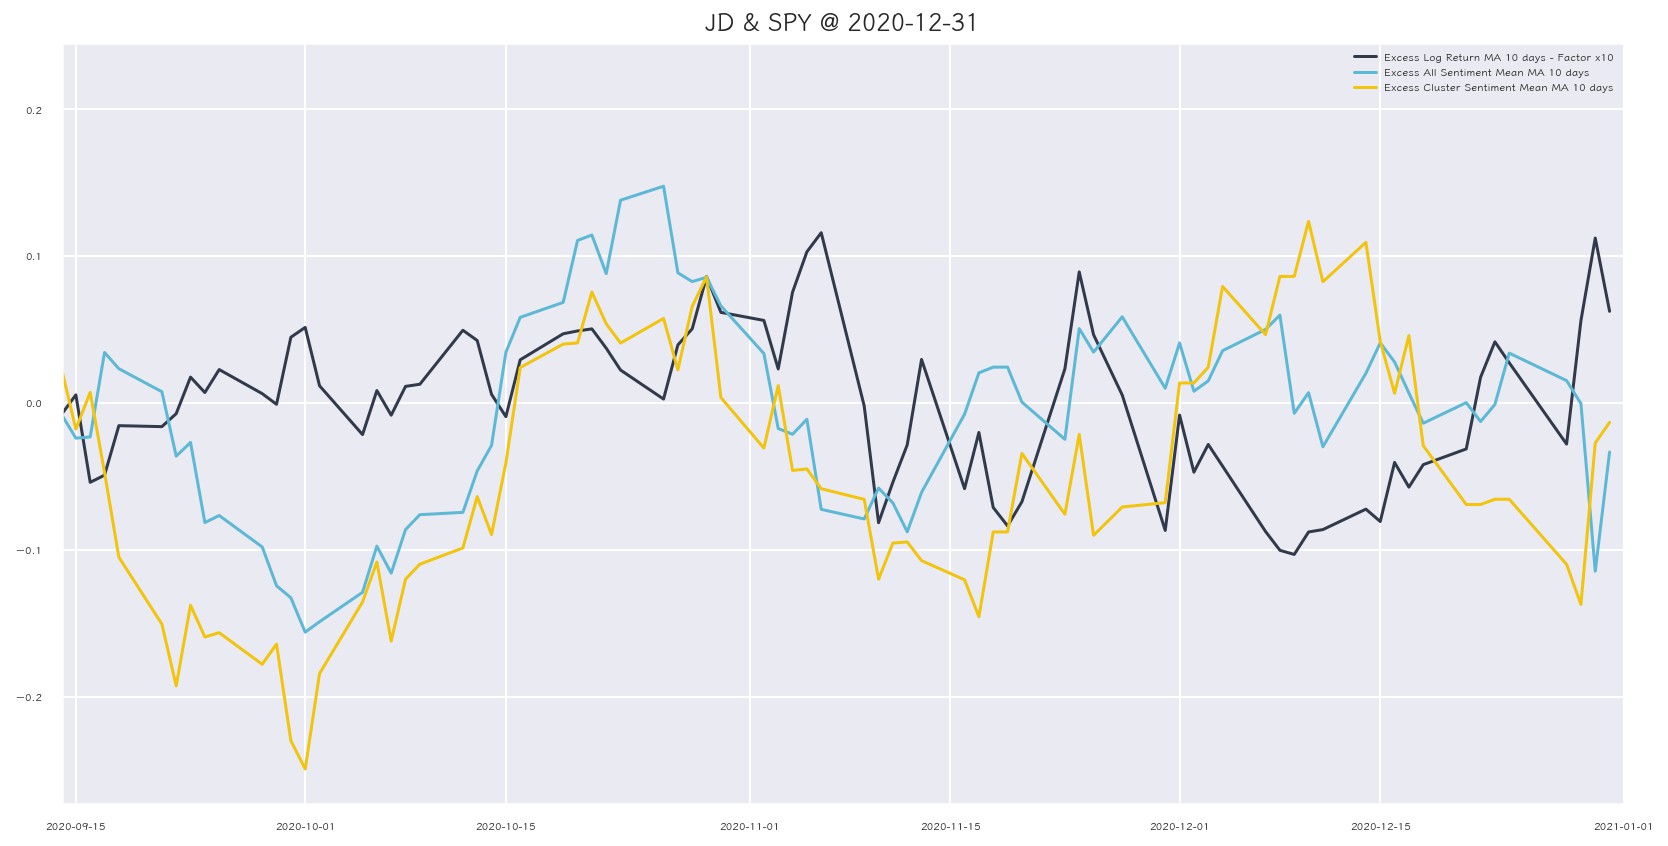 JD & SPY @ 2020-12-31
Excess Log Return MA 10 days - Factor x10
Excess All Sentiment Mean MA 10 days
Excess Cluster Sentiment Mean MA 10 days
0.2
0.1
0.0
−0.1
−0.2
2020-09-15 2020-10-01 2020-10-15 2020-11-01 2020-11-15 2020-12-01 2020-12-15 2021-01-01